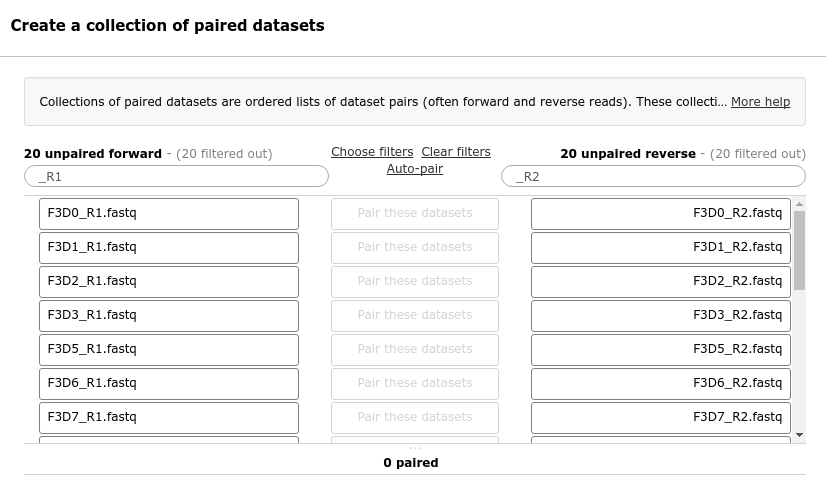 Create a collection of paired datasets
Collections of paired datasets are ordered lists of dataset pairs (often forward and reverse reads). These collecti... More help
20 unpaired forward - (20 filtered out) Choose filters Clear filters 20 unpaired reverse - (20 filtered out)
Auto-pair
_R1 _R2
F3D0_R1.fastq Pair these datasets F3D0_R2.fastq
F3D1_R1.fastq Pair these datasets F3D1_R2.fastq
F3D2_R1.fastq Pair these datasets F3D2_R2.fastq
F3D3_R1.fastq Pair these datasets F3D3_R2.fastq
F3D5_R1.fastq Pair these datasets F3D5_R2.fastq
F3D6_R1.fastq Pair these datasets F3D6_R2.fastq
F3D7_R1.fastq Pair these datasets F3D7_R2.fastq
0 paired